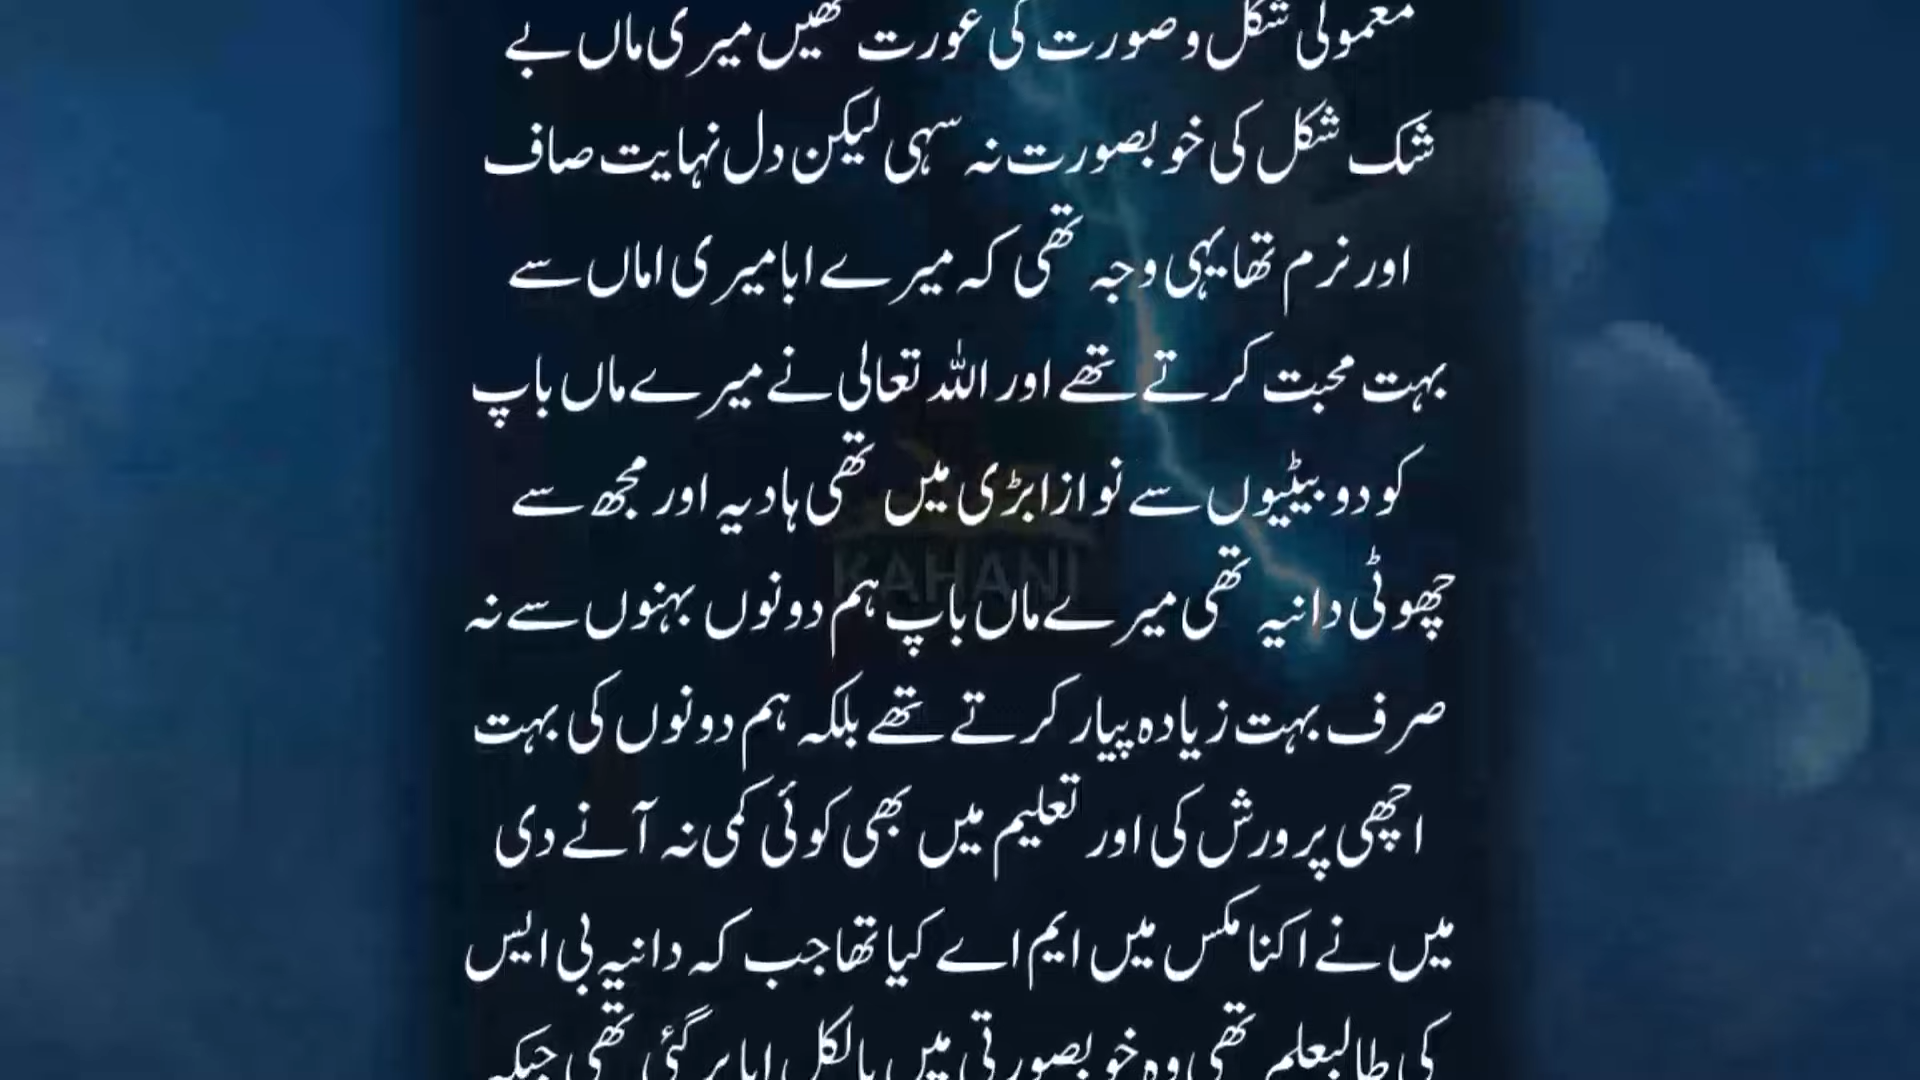 معمولی شکل و صورت کی عورت تھیں میری ماں بے
شک شکل کی خوبصورت نہ سہی لیکن دل نہایت صاف
اور نرم تھا یہی وجہ تھی کہ میرے ابا میری اماں سے
بہت محبت کرتے تھے اور اللہ تعالی نے میرے ماں باپ
کو دو بیٹیوں سے نوازا بڑی میں تھی ہادیہ اور مجھ سے
KAHANI
چھوٹی دانیہ تھی میرے ماں باپ ہم دونوں بہنوں سے نہ
صرف بہت زیادہ پیار کرتے تھے بلکہ ہم دونوں کی بہت
اچھی پرورش کی اور تعلیم میں بھی کوئی کمی نہ آنے دی
میں نے اکنامکس میں ایم اے کیا تھا جب کہ دانیہ بی ایس
کی طالبعلم تھی وہ خوبصورتی میں بالکل ابا پر گئی تھی جبکہ